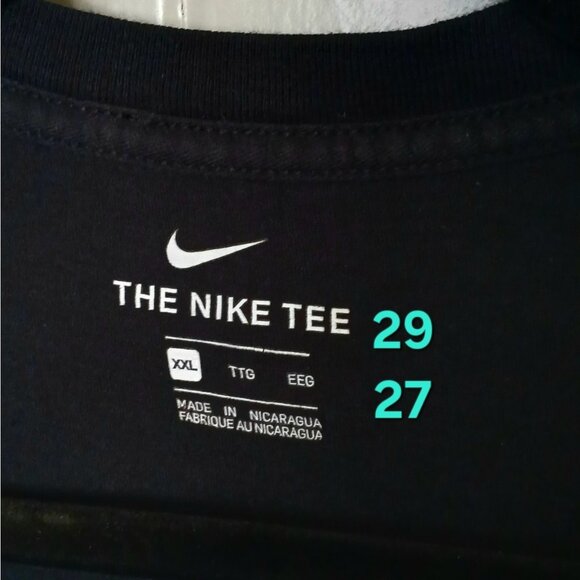 THE NIKE TEE
29
XXL TTG EEG
27
MADE IN NICARAGUA
FABRIQUE AU NICARAGUA